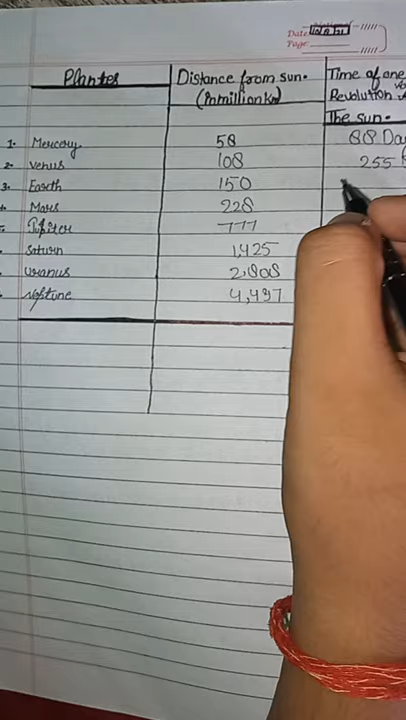 Date:
Page:
Plantes Distance from sun. Time of one
(In million Km) Revolution
The sun.
1. Mercury 58 88 Da
2. Venus 108 255
3. Earth 150
Mars 228
Jupiter 777
Saturn 1,425
Uranus 2,808
Neptune 4,497